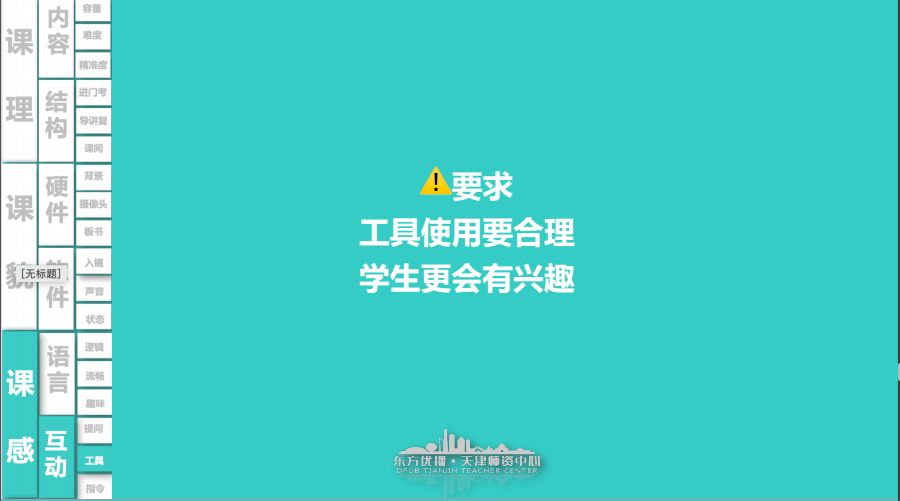 课理
内容
容量
难度
精准度
结构
进门考
导讲复
课间
课貌
硬件
背景
摄像头
板书
件
入镜
声音
状态
[无标题]
课感
语言
逻辑
流畅
趣味
互动
提问
工具
指令
要求
工具使用要合理
学生更会有兴趣
东方优播·天津师资中心
DFUB TIANJIN TEACHER CENTER